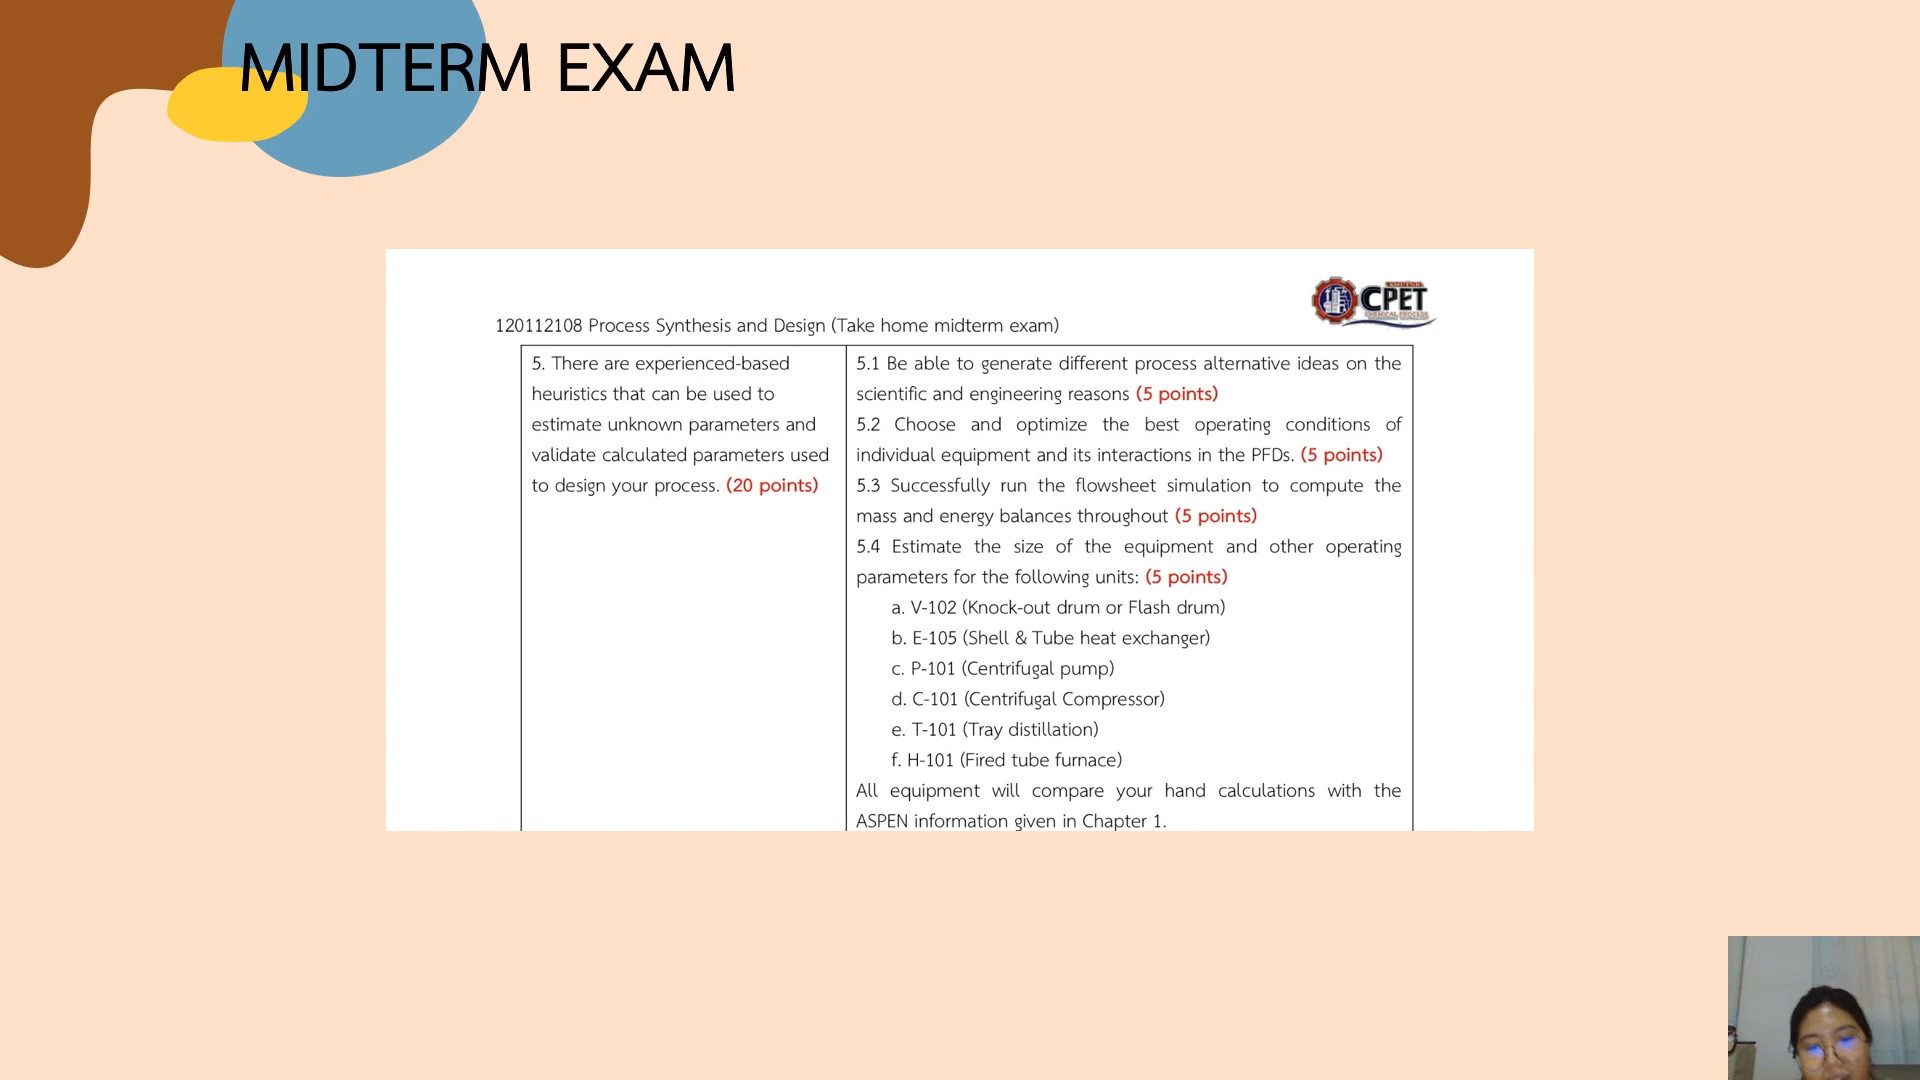 MIDTERM EXAM
KMUTNB
CPET
CHEMICAL PROCESS
120112108 Process Synthesis and Design (Take home midterm exam)
5. There are experienced-based
heuristics that can be used to
estimate unknown parameters and
validate calculated parameters used
to design your process. (20 points)
5.1 Be able to generate different process alternative ideas on the
scientific and engineering reasons (5 points)
5.2 Choose and optimize the best operating conditions of
individual equipment and its interactions in the PFDs. (5 points)
5.3 Successfully run the flowsheet simulation to compute the
mass and energy balances throughout (5 points)
5.4 Estimate the size of the equipment and other operating
parameters for the following units: (5 points)
a. V-102 (Knock-out drum or Flash drum)
b. E-105 (Shell & Tube heat exchanger)
c. P-101 (Centrifugal pump)
d. C-101 (Centrifugal Compressor)
e. T-101 (Tray distillation)
f. H-101 (Fired tube furnace)
All equipment will compare your hand calculations with the
ASPEN information given in Chapter 1.